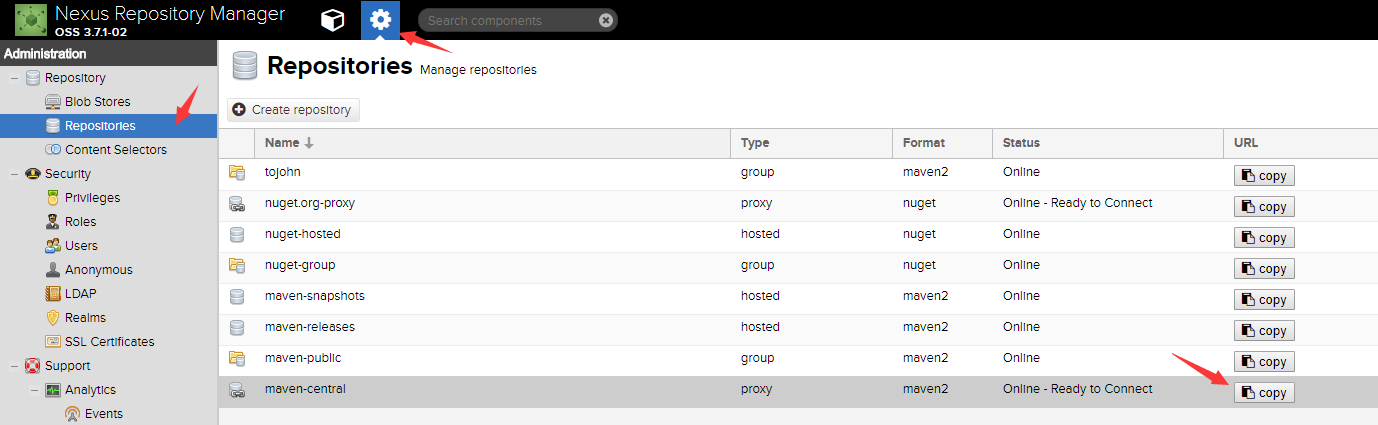 Nexus Repository Manager
OSS 3.7.1-02
Search components
Administration
Repository
Blob Stores
Repositories
Content Selectors
Security
Privileges
Roles
Users
Anonymous
LDAP
Realms
SSL Certificates
Support
Analytics
Events
Repositories Manage repositories
Create repository
Name Type Format Status URL
tojohn group maven2 Online copy
nuget.org-proxy proxy nuget Online - Ready to Connect copy
nuget-hosted hosted nuget Online copy
nuget-group group nuget Online copy
maven-snapshots hosted maven2 Online copy
maven-releases hosted maven2 Online copy
maven-public group maven2 Online copy
maven-central proxy maven2 Online - Ready to Connect copy